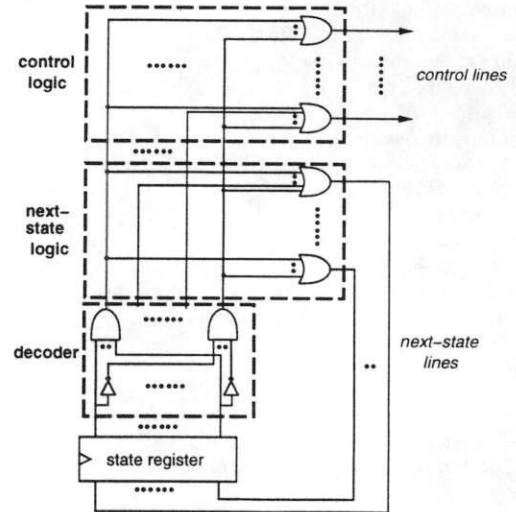 control
logic
control lines
next–
state
logic
decoder
next–state
lines
state register